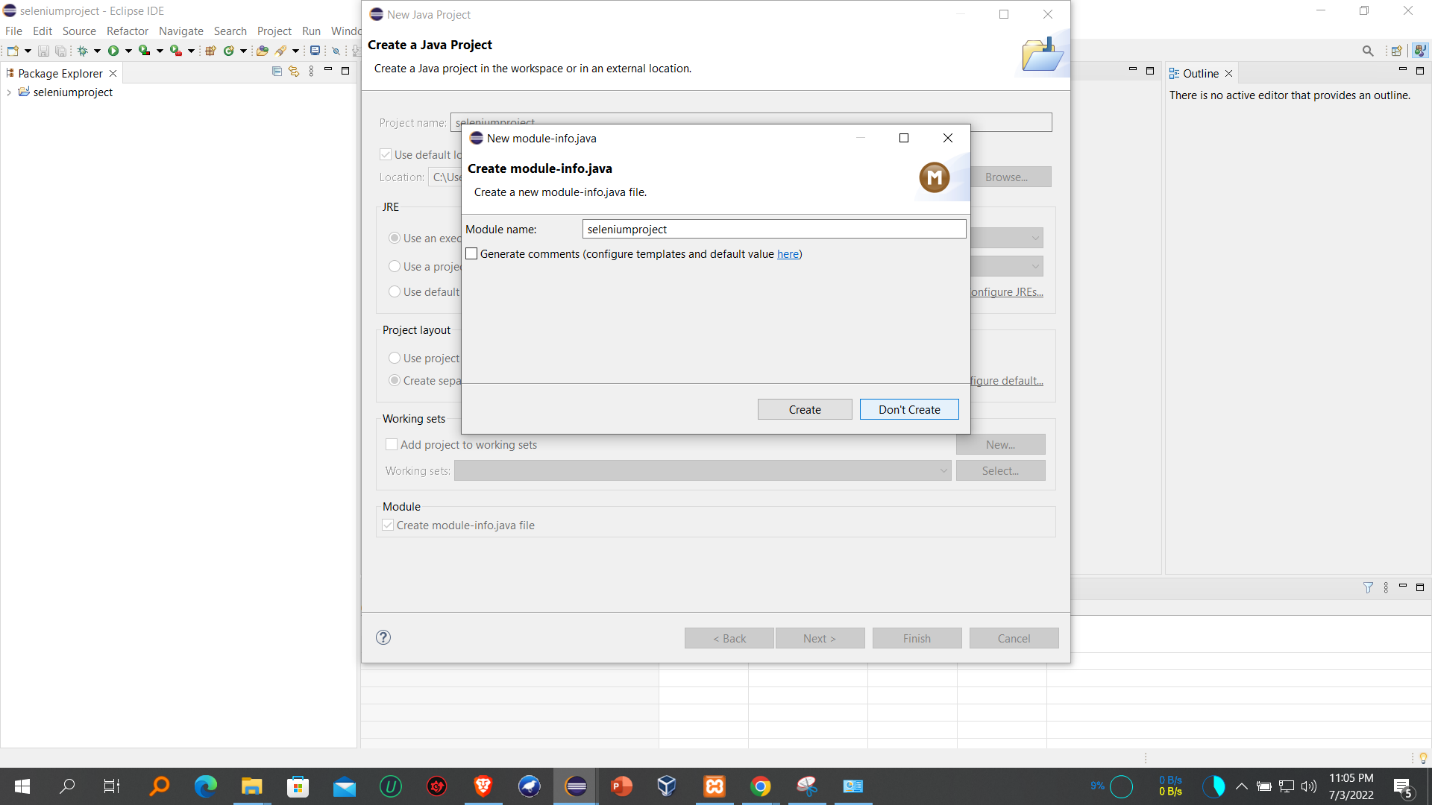 seleniumproject - Eclipse IDE
File Edit Source Refactor Navigate Search Project Run
Package Explorer
seleniumproject
New Java Project
Create a Java Project
Create a Java project in the workspace or in an external location.
Project name: seleniumproject
Use default
Location: C:\Use
Browse...
JRE
Use an exec
Use a projec
Use default
onfigure JREs...
Project layout
Use project
Create sepa
figure default...
Working sets
Add project to working sets
New...
Working sets:
Select...
Module
Create module-info.java file
< Back Next > Finish Cancel
New module-info.java
Create module-info.java
Create a new module-info.java file.
M
Module name: seleniumproject
Generate comments (configure templates and default value here)
Create Don't Create
Outline
There is no active editor that provides an outline.
9%
0 B/s
0 B/s
11:05 PM
7/3/2022
5